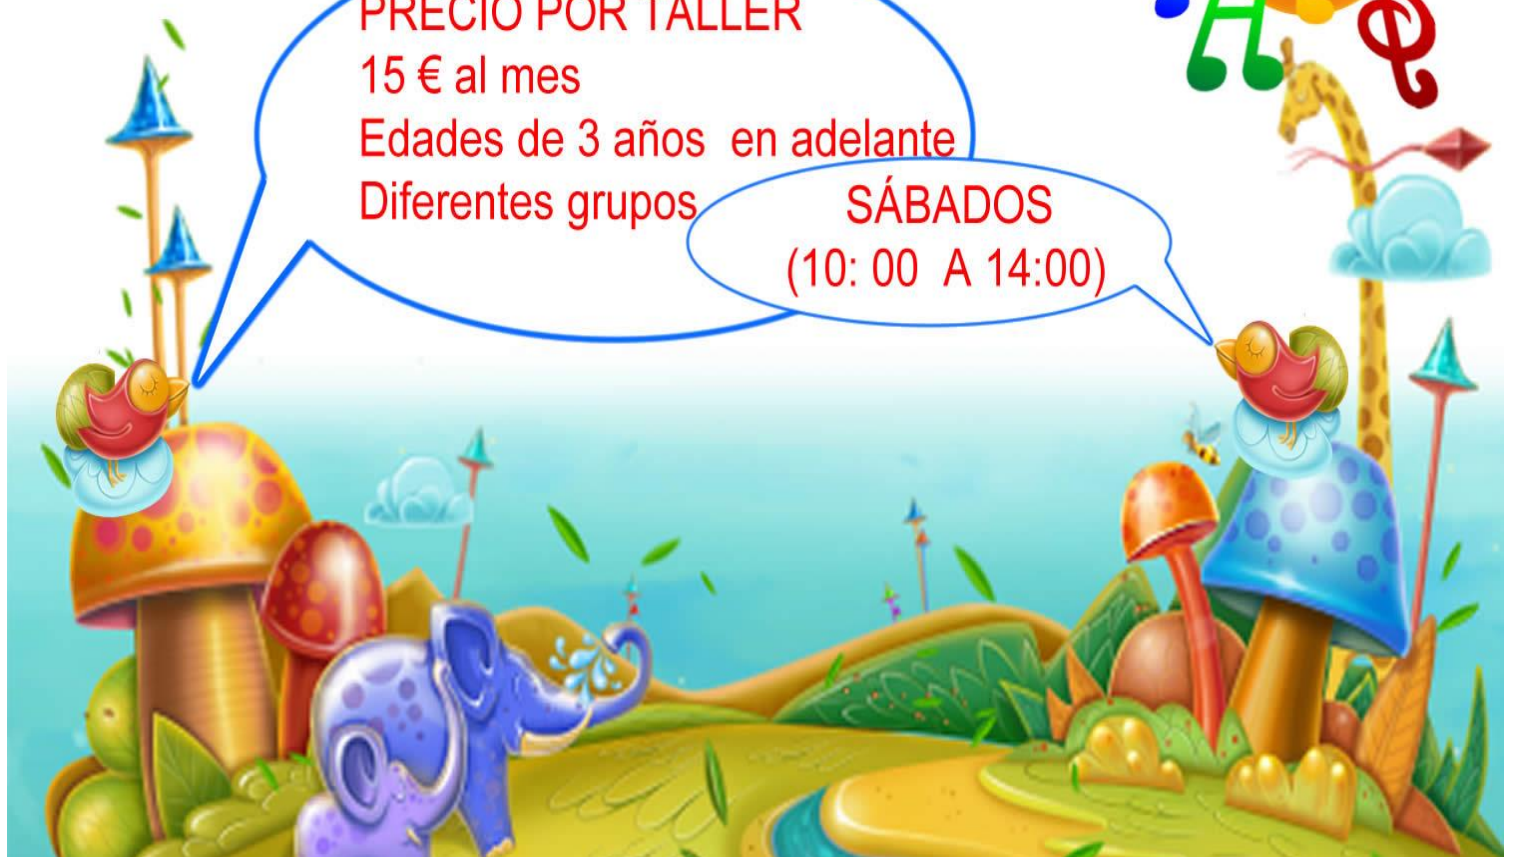 PRECIO POR TALLER
15 € al mes
Edades de 3 años  en adelante
Diferentes grupos
SÁBADOS
(10: 00  A 14:00)